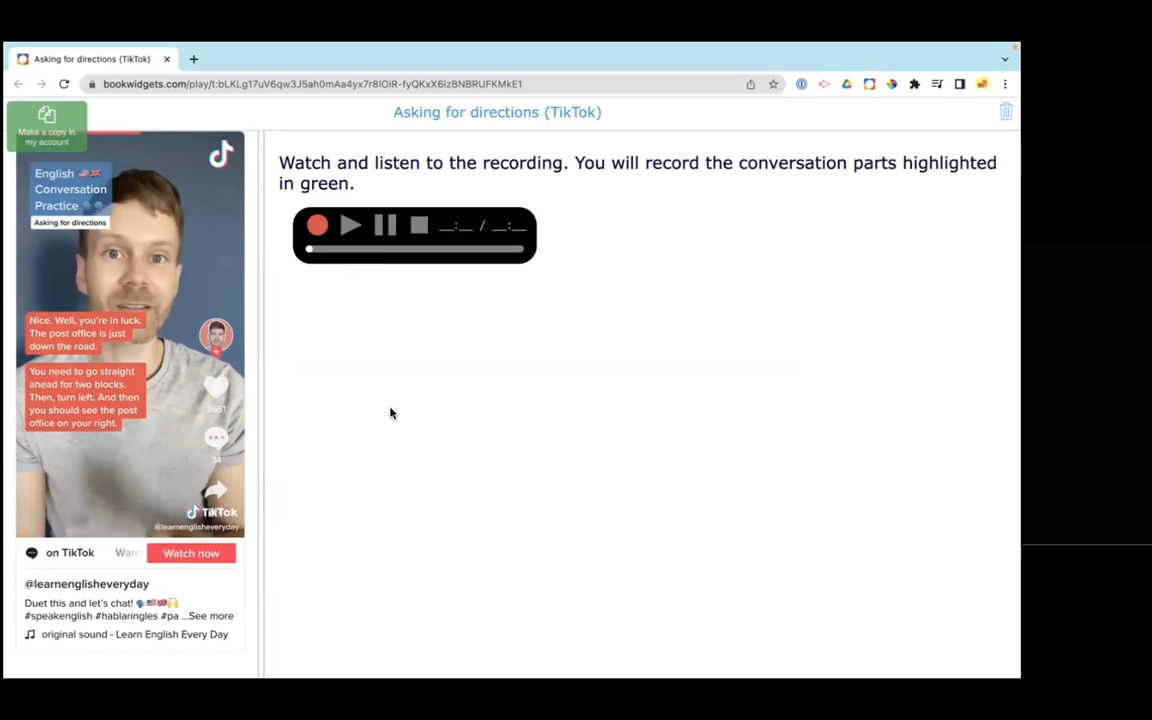 Asking for directions (TikTok)
bookwidgets.com/play/t:bLKLg17uV6qw3J5ah0mAa4yx7r8lOiR-fyQKxX6izBNBRUFKMkE1
Make a copy in
my account
Asking for directions (TikTok)
English 🇺🇸🇬🇧
Conversation
Practice 🗣️🗣️
Asking for directions
Nice. Well, you're in luck.
The post office is just
down the road.
You need to go straight
ahead for two blocks.
Then, turn left. And then
you should see the post
office on your right.
34
TikTok
@learnenglisheveryday
on TikTok
Watch now
@learnenglisheveryday
Duet this and let's chat! 🗣️🇺🇸🇬🇧🙌
#speakenglish #hablaringles #pa ...See more
original sound - Learn English Every Day
Watch and listen to the recording. You will record the conversation parts highlighted
in green.
__:__ / __:__